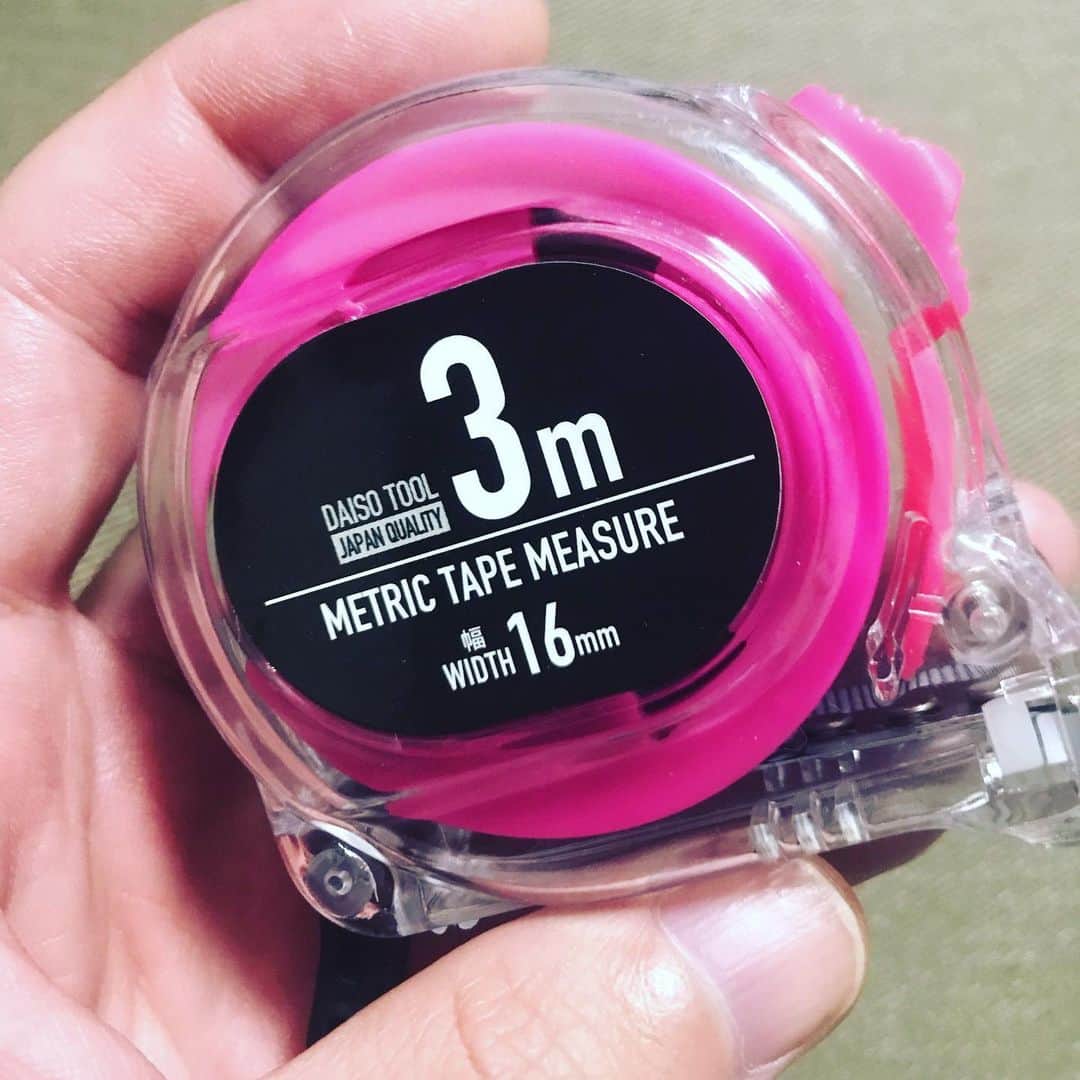 3m
DAISO TOOL
JAPAN QUALITY
METRIC TAPE MEASURE
幅
WIDTH 16mm